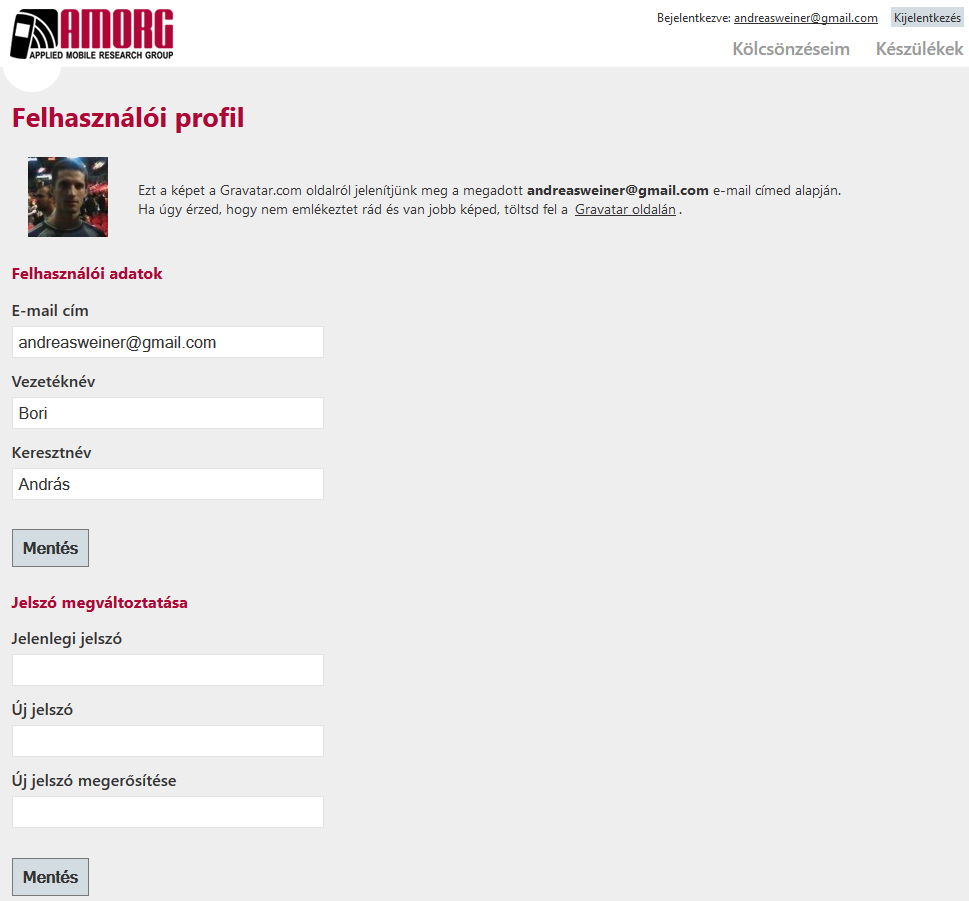 AMORG
APPLIED MOBILE RESEARCH GROUP
Bejelentkezve: andreasweiner@gmail.com Kijelentkezés
Kölcsönzéseim Készülékek
Felhasználói profil
Ezt a képet a Gravatar.com oldalról jelenítjünk meg a megadott andreasweiner@gmail.com e-mail címed alapján.
Ha úgy érzed, hogy nem emlékeztet rád és van jobb képed, töltsd fel a Gravatar oldalán .
Felhasználói adatok
E-mail cím
andreasweiner@gmail.com
Vezetéknév
Bori
Keresztnév
András
Mentés
Jelszó megváltoztatása
Jelenlegi jelszó
Új jelszó
Új jelszó megerősítése
Mentés